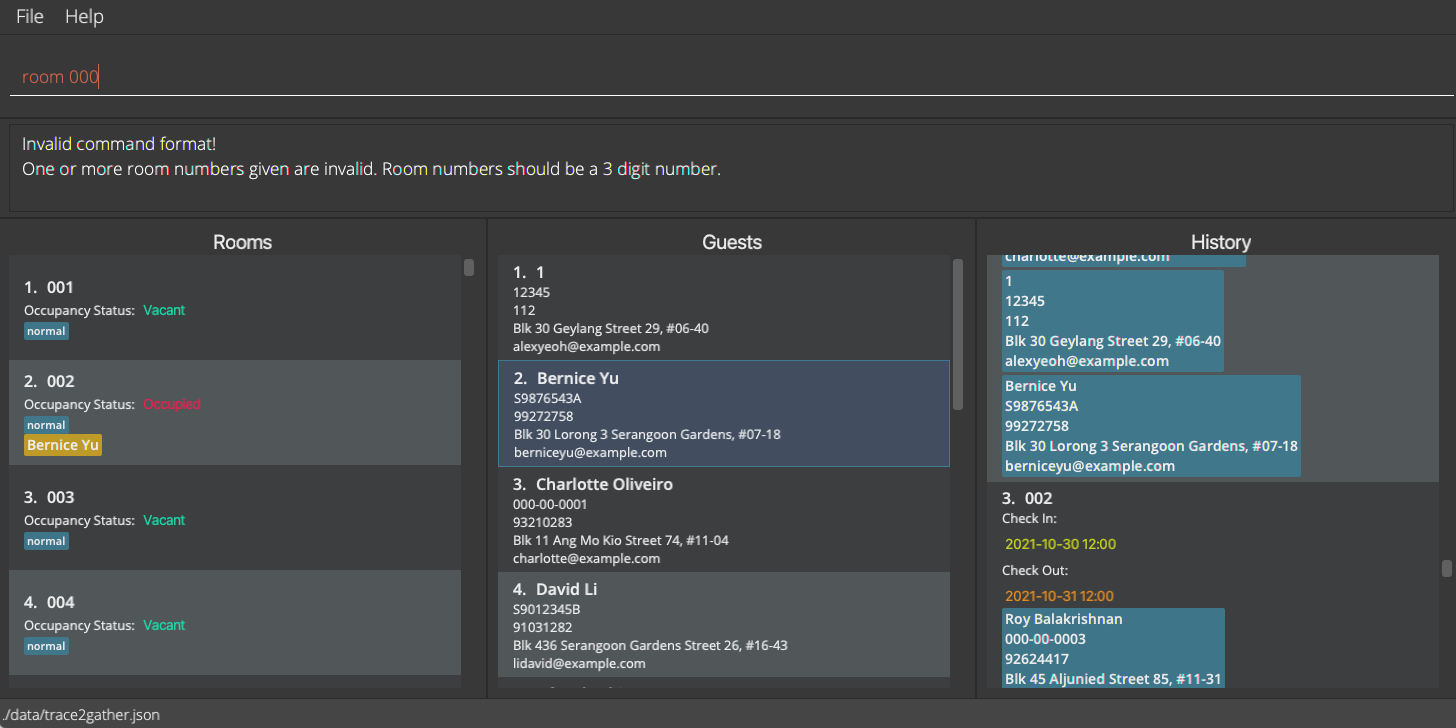 File Help
room 000
Invalid command format!
One or more room numbers given are invalid. Room numbers should be a 3 digit number.
Rooms
1. 001
Occupancy Status: Vacant
normal
2. 002
Occupancy Status: Occupied
normal
Bernice Yu
3. 003
Occupancy Status: Vacant
normal
4. 004
Occupancy Status: Vacant
normal
Guests
1. 1
12345
112
Blk 30 Geylang Street 29, #06-40
alexyeoh@example.com
2. Bernice Yu
S9876543A
99272758
Blk 30 Lorong 3 Serangoon Gardens, #07-18
berniceyu@example.com
3. Charlotte Oliveiro
000-00-0001
93210283
Blk 11 Ang Mo Kio Street 74, #11-04
charlotte@example.com
4. David Li
S9012345B
91031282
Blk 436 Serangoon Gardens Street 26, #16-43
lidavid@example.com
History
charlotte@example.com
1
12345
112
Blk 30 Geylang Street 29, #06-40
alexyeoh@example.com
Bernice Yu
S9876543A
99272758
Blk 30 Lorong 3 Serangoon Gardens, #07-18
berniceyu@example.com
3. 002
Check In:
2021-10-30 12:00
Check Out:
2021-10-31 12:00
Roy Balakrishnan
000-00-0003
92624417
Blk 45 Aljunied Street 85, #11-31
./data/trace2gather.json